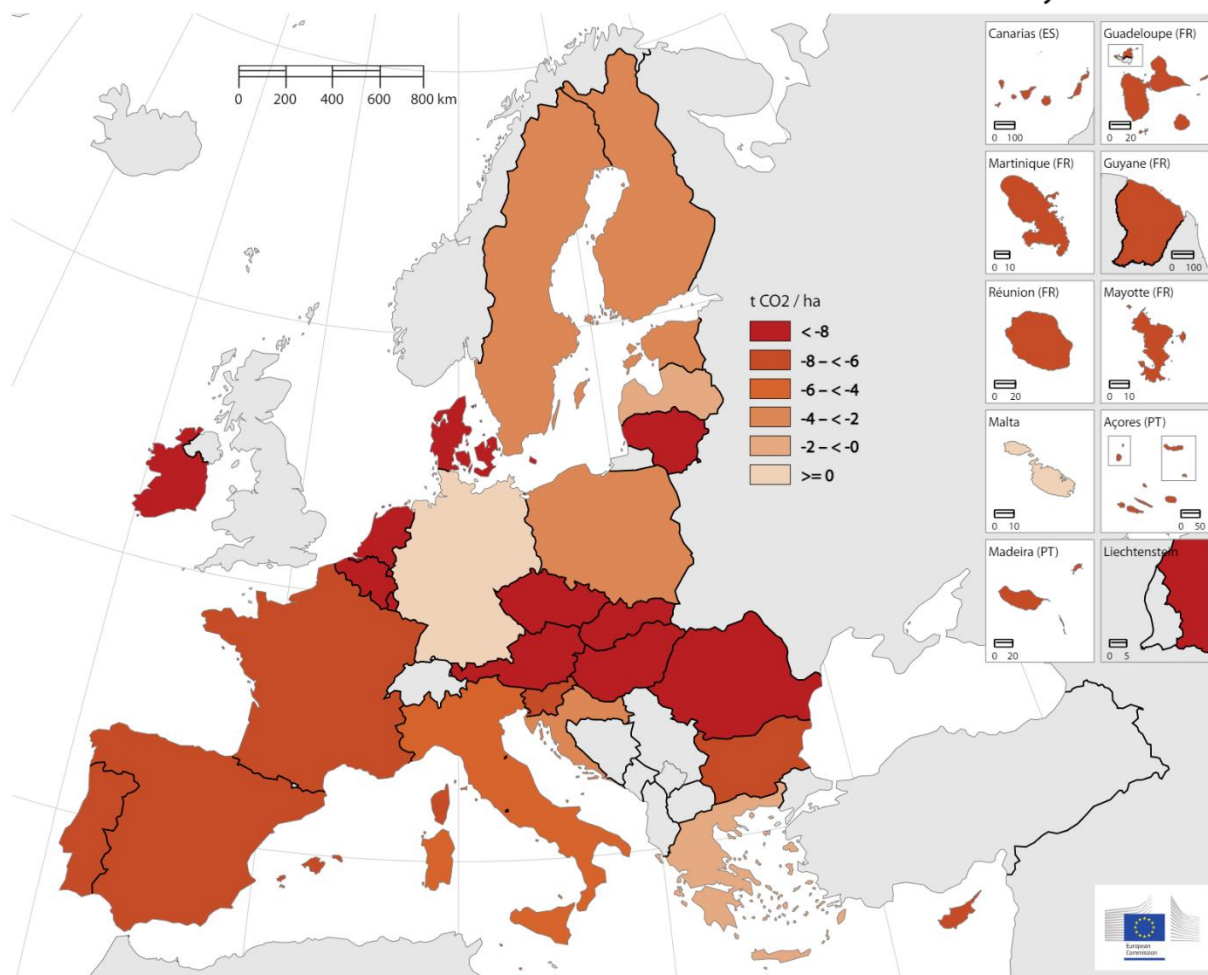 0 200 400 600 800 km
t CO2 / ha
< -8
-8 – < -6
-6 – < -4
-4 – < -2
-2 – < -0
>= 0
Canarias (ES)
0 100
Guadeloupe (FR)
0 20
Martinique (FR)
0 10
Guyane (FR)
0 100
Réunion (FR)
0 20
Mayotte (FR)
0 10
Malta
0 10
Açores (PT)
0 50
Madeira (PT)
0 20
Liechtenstein
0 5
European
Commission